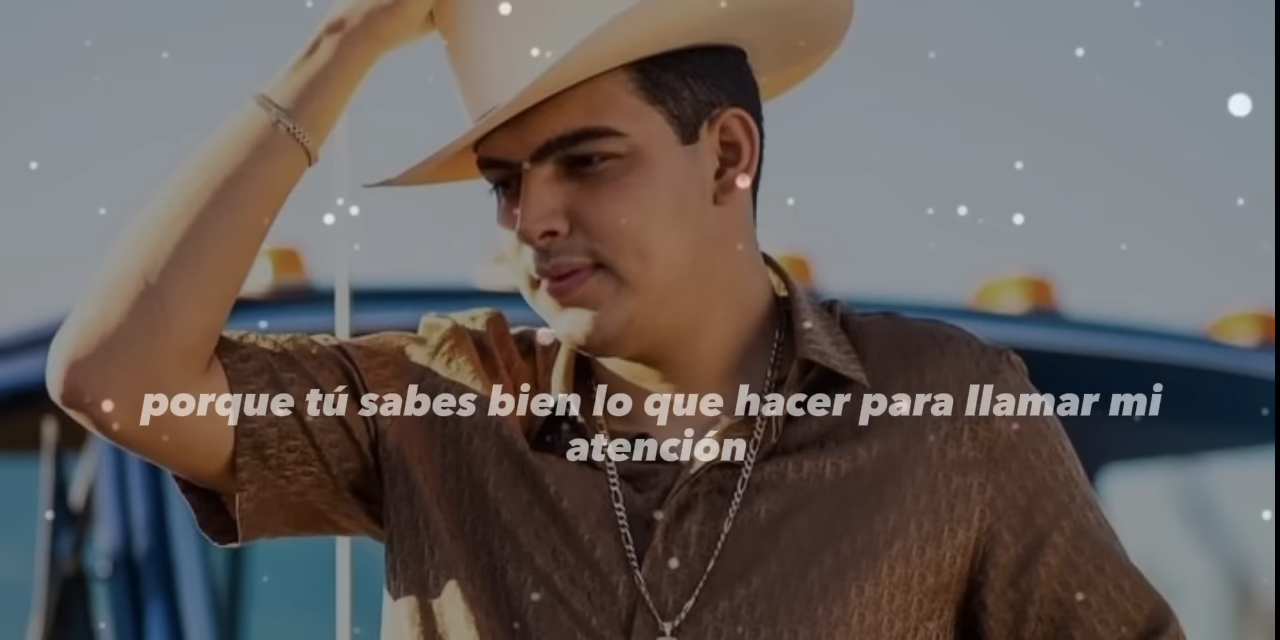 porque tú sabes bien lo que hacer para llamar mi
atención